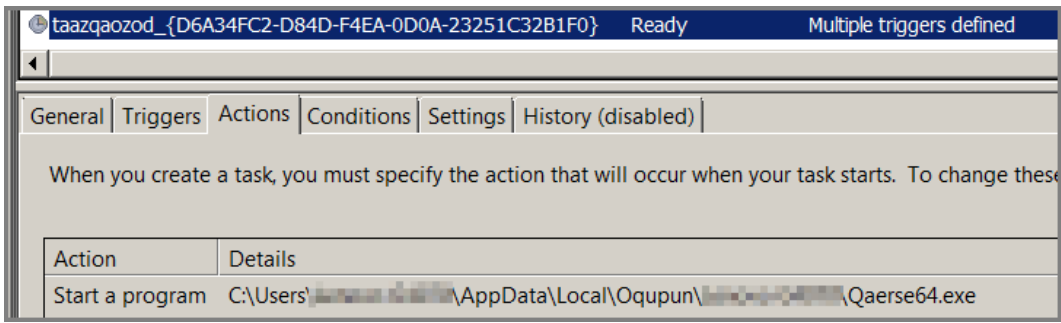 taazqaozod_{D6A34FC2-D84D-F4EA-0D0A-23251C32B1F0} Ready Multiple triggers defined
General Triggers Actions Conditions Settings History (disabled)
When you create a task, you must specify the action that will occur when your task starts. To change these
Action Details
Start a program C:\Users\ \AppData\Local\Oqupun\ \Qaerse64.exe